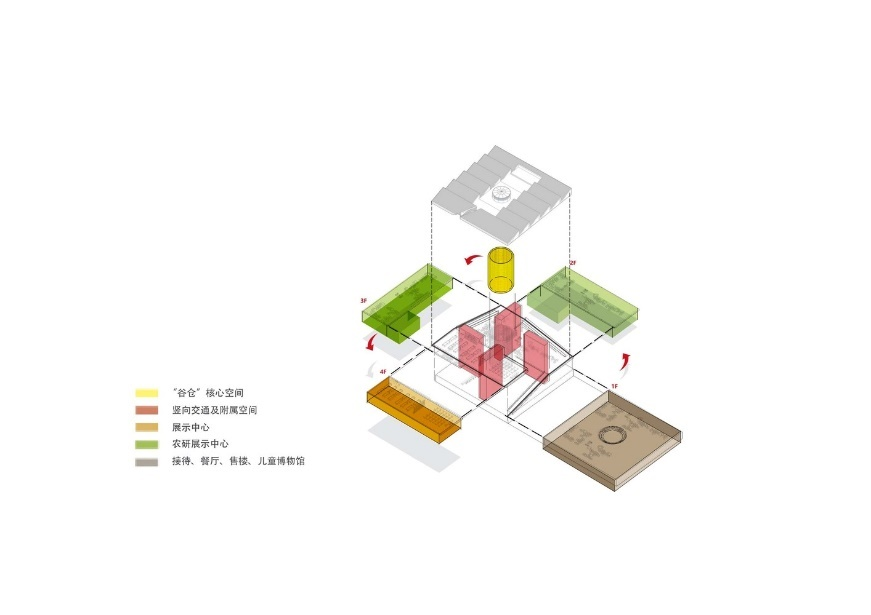 2F
3F
4F
1F
“谷仓”核心空间
竖向交通及附属空间
展示中心
农研展示中心
接待、餐厅、售楼、儿童博物馆